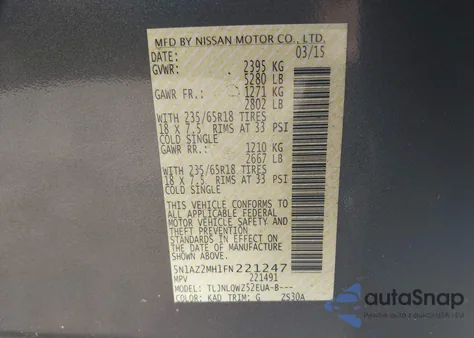 MFD BY NISSAN MOTOR CO., LTD.
DATE: 03/15
GVWR: 2395 KG
5280 LB
GAWR FR.: 1271 KG
2802 LB
WITH 235/65R18 TIRES
18 X 7.5 RIMS AT 33 PSI
COLD SINGLE
GAWR RR.: 1210 KG
2667 LB
WITH 235/65R18 TIRES
18 X 7.5 RIMS AT 33 PSI
COLD SINGLE
THIS VEHICLE CONFORMS TO
ALL APPLICABLE FEDERAL
MOTOR VEHICLE SAFETY AND
THEFT PREVENTION STANDARDS
IN EFFECT ON THE DATE OF
MANUFACTURE SHOWN ABOVE
5N1AZ2MH1FN221247
MPV 221491
MODEL: TLJNLQWZ52EUA-B---
COLOR: KAD TRIM: G ZS30A
autoSnap